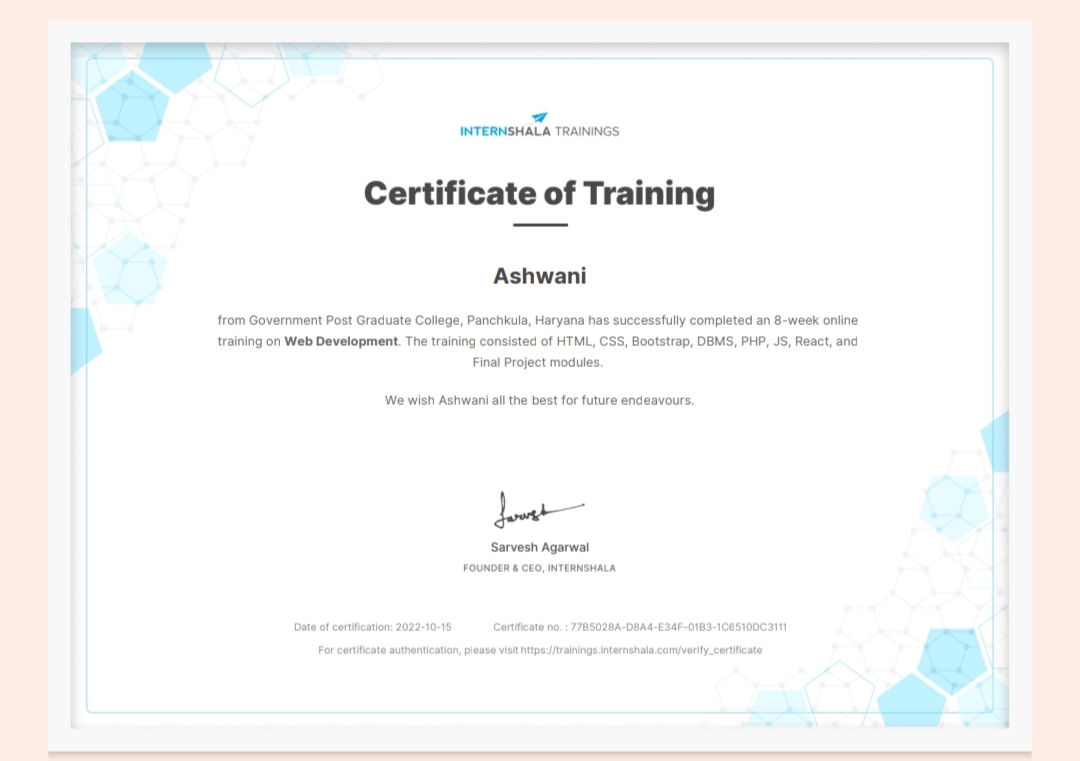 INTERNSHALA TRAININGS
Certificate of Training
Ashwani
from Government Post Graduate College, Panchkula, Haryana has successfully completed an 8-week online
training on Web Development. The training consisted of HTML, CSS, Bootstrap, DBMS, PHP, JS, React, and
Final Project modules.
We wish Ashwani all the best for future endeavours.
Sarvesh
Sarvesh Agarwal
FOUNDER & CEO, INTERNSHALA
Date of certification: 2022-10-15 Certificate no. : 77B5028A-D8A4-E34F-01B3-1C6510DC3111
For certificate authentication, please visit https://trainings.internshala.com/verify_certificate